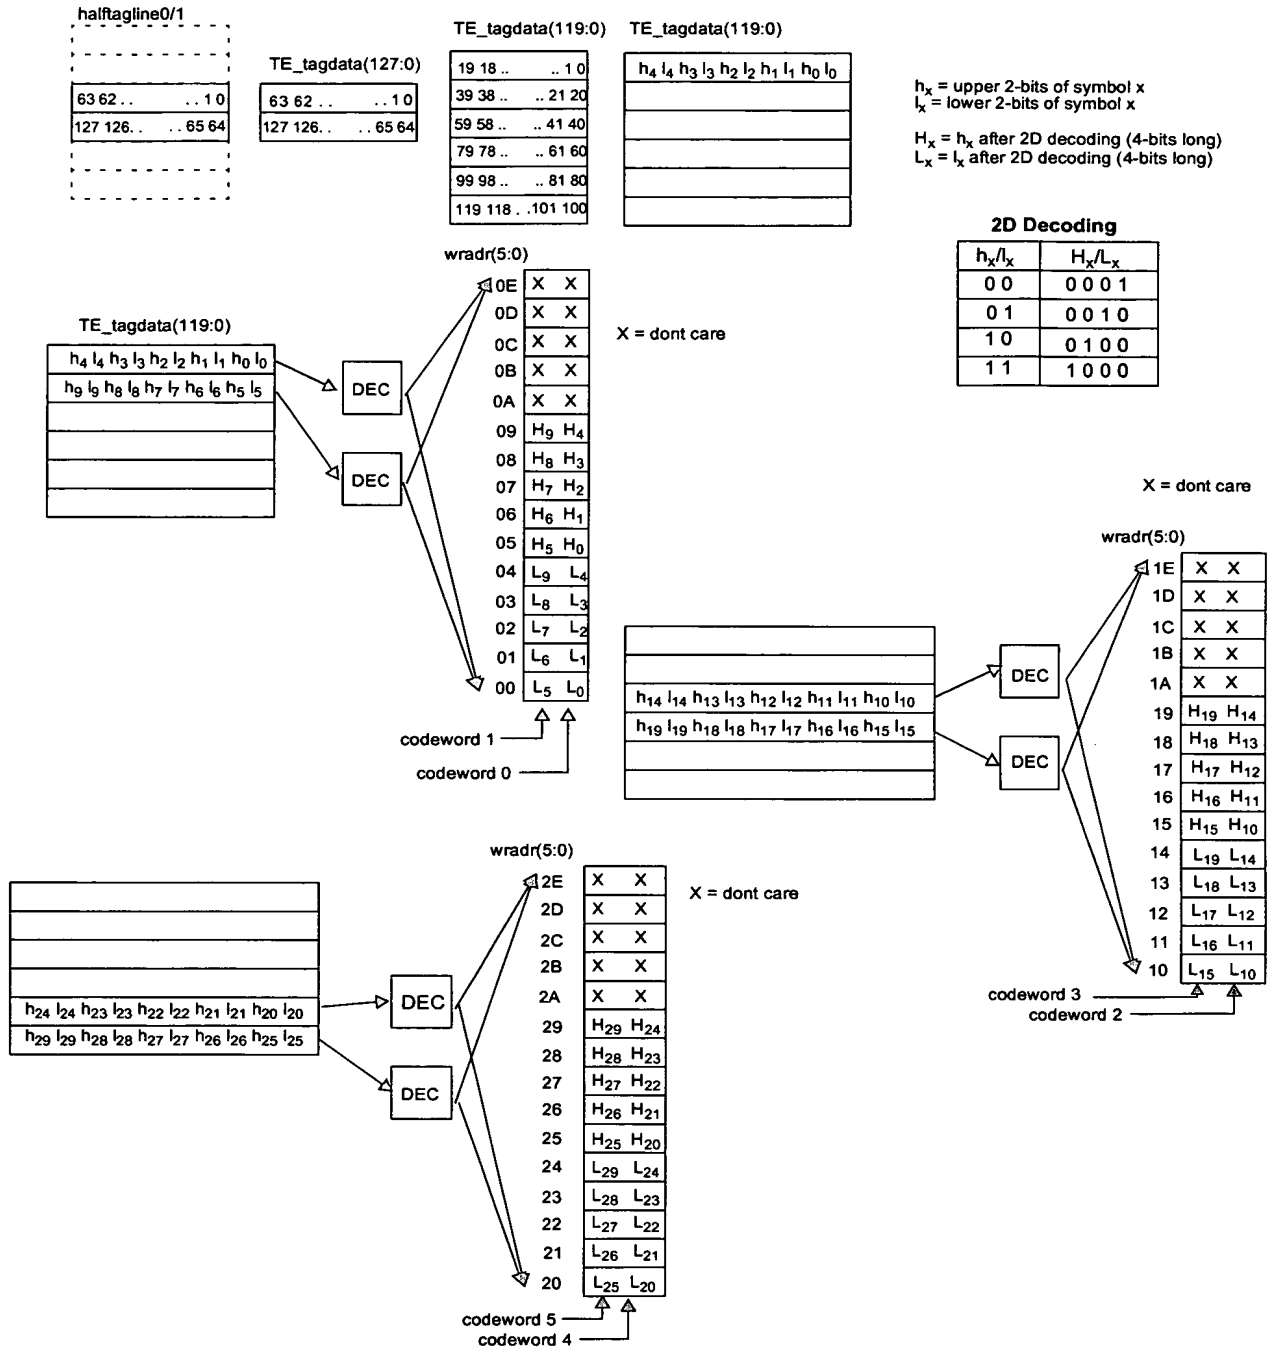 halftagline0/1
63 62 . . . . 1 0
127 126. . . . 65 64
TE_tagdata(127:0)
63 62 . . . . 1 0
127 126. . . . 65 64
TE_tagdata(119:0)
19 18 .. .. 1 0
39 38 .. .. 21 20
59 58 .. .. 41 40
79 78 .. .. 61 60
99 98 .. .. 81 80
119 118 . . 101 100
TE_tagdata(119:0)
h4 l4 h3 l3 h2 l2 h1 l1 h0 l0
hx = upper 2-bits of symbol x
lx = lower 2-bits of symbol x
Hx = hx after 2D decoding (4-bits long)
Lx = lx after 2D decoding (4-bits long)
2D Decoding
hx/lx Hx/Lx
0 0 0 0 0 1
0 1 0 0 1 0
1 0 0 1 0 0
1 1 1 0 0 0
TE_tagdata(119:0)
h4 l4 h3 l3 h2 l2 h1 l1 h0 l0
h9 l9 h8 l8 h7 l7 h6 l6 h5 l5
DEC
DEC
wradr(5:0)
0E X X
0D X X
0C X X
0B X X
0A X X
09 H9 H4
08 H8 H3
07 H7 H2
06 H6 H1
05 H5 H0
04 L9 L4
03 L8 L3
02 L7 L2
01 L6 L1
00 L5 L0
codeword 1
codeword 0
X = dont care
h14 l14 h13 l13 h12 l12 h11 l11 h10 l10
h19 l19 h18 l18 h17 l17 h16 l16 h15 l15
DEC
DEC
X = dont care
wradr(5:0)
1E X X
1D X X
1C X X
1B X X
1A X X
19 H19 H14
18 H18 H13
17 H17 H12
16 H16 H11
15 H15 H10
14 L19 L14
13 L18 L13
12 L17 L12
11 L16 L11
10 L15 L10
codeword 3
codeword 2
h24 l24 h23 l23 h22 l22 h21 l21 h20 l20
h29 l29 h28 l28 h27 l27 h26 l26 h25 l25
DEC
DEC
wradr(5:0)
2E X X
2D X X
2C X X
2B X X
2A X X
29 H29 H24
28 H28 H23
27 H27 H22
26 H26 H21
25 H25 H20
24 L29 L24
23 L28 L23
22 L27 L22
21 L26 L21
20 L25 L20
codeword 5
codeword 4
X = dont care